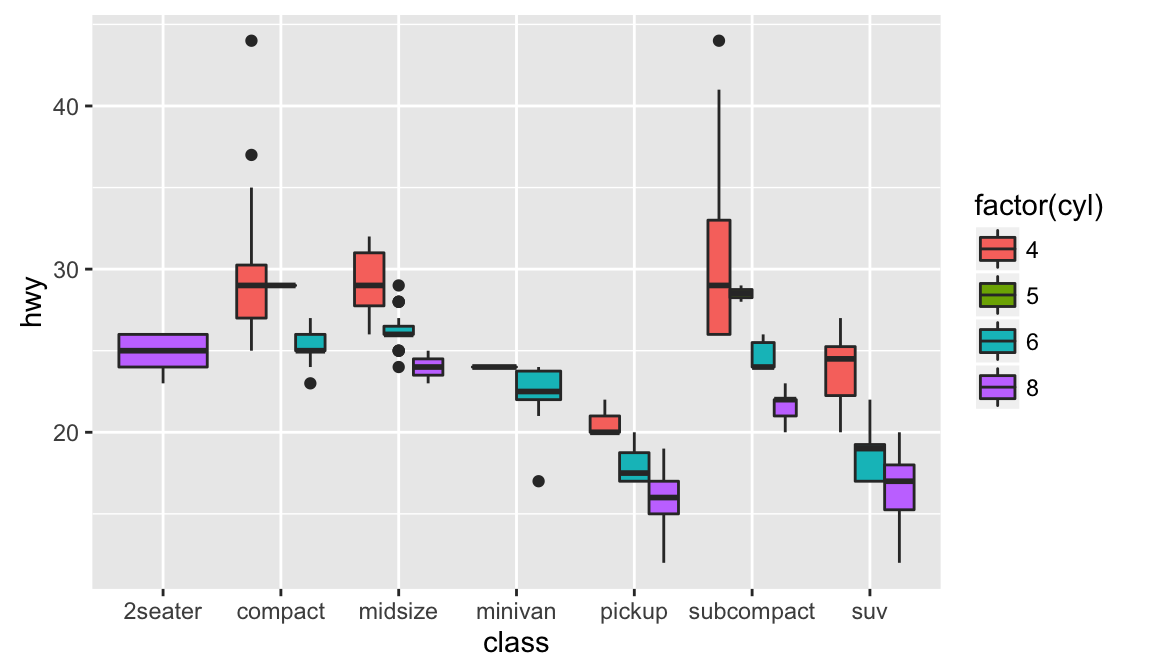 40
30
20
hwy
2seater compact midsize minivan pickup subcompact suv
class
factor(cyl)
4
5
6
8